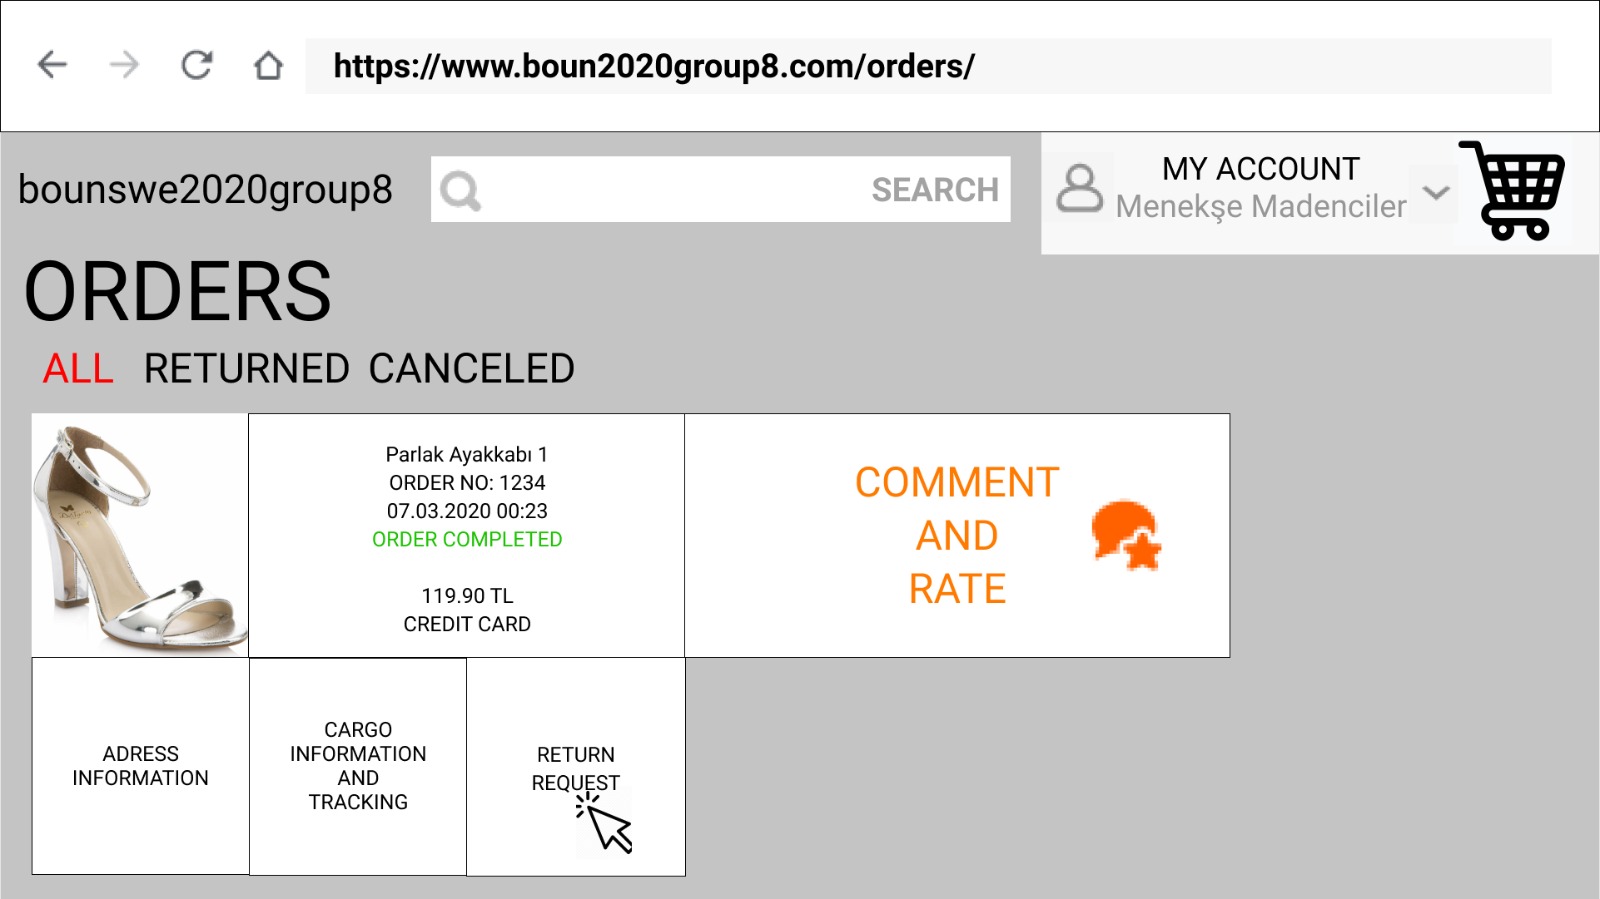 https://www.boun2020group8.com/orders/
bounswe2020group8
SEARCH
MY ACCOUNT
Menekşe Madenciler
ORDERS
ALL RETURNED CANCELED
Parlak Ayakkabı 1
ORDER NO: 1234
07.03.2020 00:23
ORDER COMPLETED
119.90 TL
CREDIT CARD
COMMENT
AND
RATE
ADRESS
INFORMATION
CARGO
INFORMATION
AND
TRACKING
RETURN
REQUEST